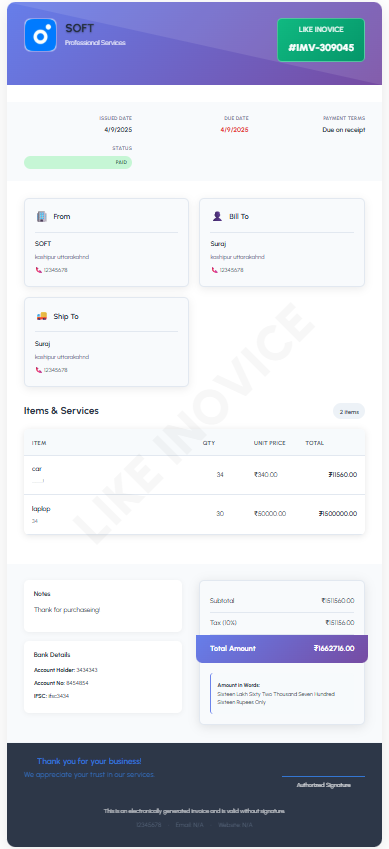 SOFT
Professional Services
LIKE INOVICE
#IMV-309045
ISSUED DATE
4/9/2025
DUE DATE
4/9/2025
PAYMENT TERMS
Due on receipt
STATUS
PAID
From
SOFT
kashipur uttarakahnd
12345678
Bill To
Suraj
kashipur uttarakahnd
12345678
Ship To
Suraj
kashipur uttarakahnd
12345678
LIKE INOVICE
Items & Services
2 items
ITEM QTY UNIT PRICE TOTAL
car 34 ₹340.00 ₹11560.00
laptop 30 ₹50000.00 ₹1500000.00
34
Notes
Thank for purchaseing!
Bank Details
Account Holder: 3434343
Account No: 8454854
IFSC: ifsc3434
Subtotal ₹1511560.00
Tax (10%) ₹151156.00
Total Amount ₹1662716.00
Amount in Words:
Sixteen Lakh Sixty Two Thousand Seven Hundred
Sixteen Rupees Only
Thank you for your business!
We appreciate your trust in our services.
Authorized Signature
This is an electronically generated invoice and is valid without signature
12345678 Email: N/A Website: N/A